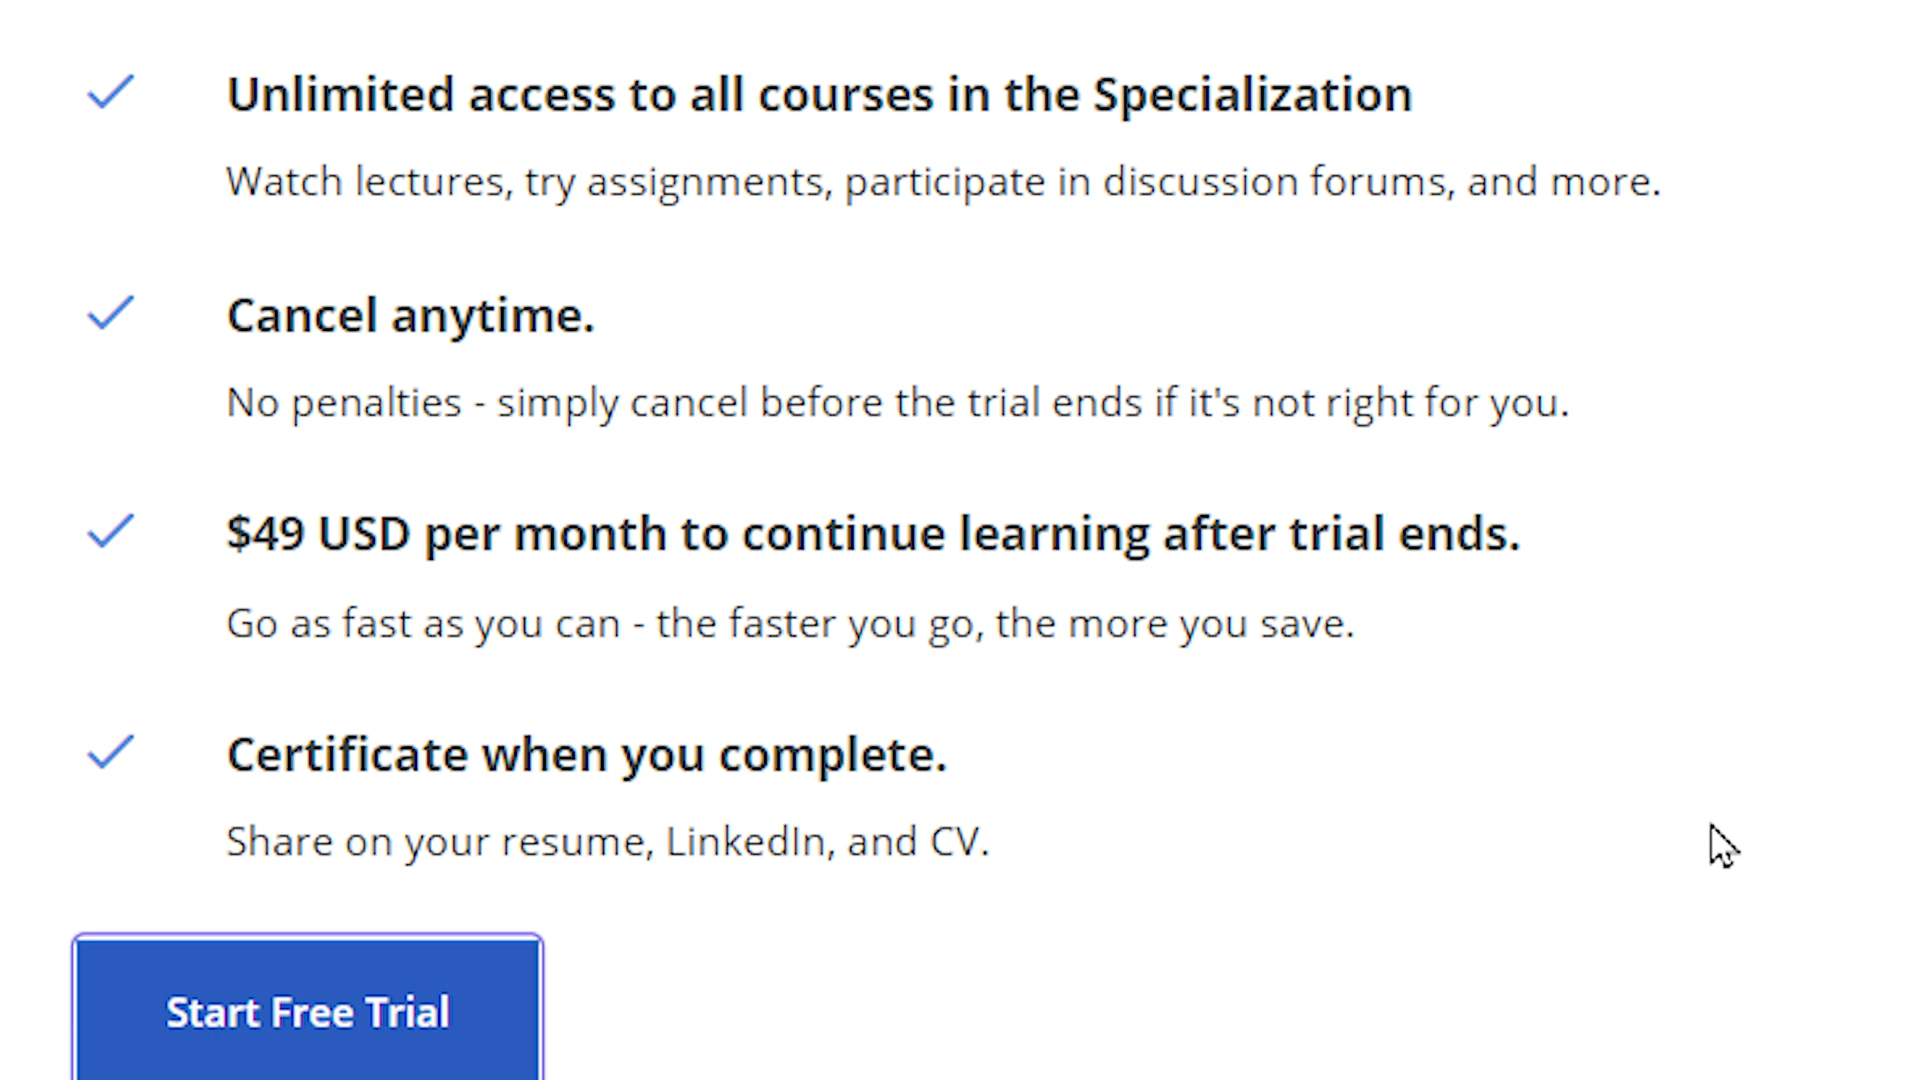 Unlimited access to all courses in the Specialization
Watch lectures, try assignments, participate in discussion forums, and more.
Cancel anytime.
No penalties - simply cancel before the trial ends if it's not right for you.
$49 USD per month to continue learning after trial ends.
Go as fast as you can - the faster you go, the more you save.
Certificate when you complete.
Share on your resume, LinkedIn, and CV.
Start Free Trial